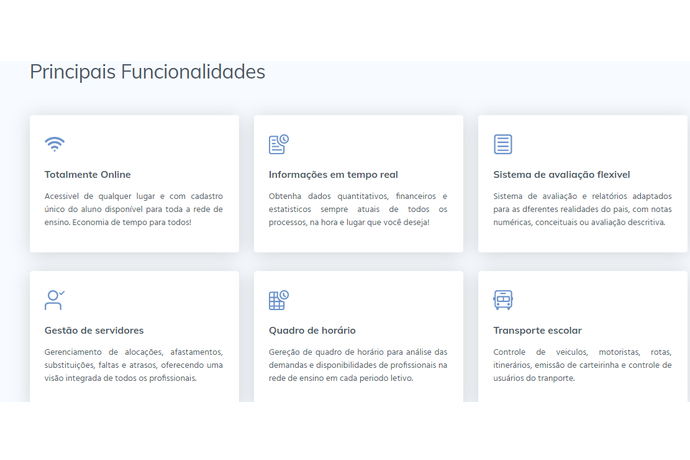 Principais Funcionalidades
Totalmente Online
Acessivel de qualquer lugar e com cadastro
único do aluno disponível para toda a rede de
ensino. Economia de tempo para todos!
Informações em tempo real
Obtenha dados quantitativos, financeiros e
estatisticos sempre atuais de todos os
processos, na hora e lugar que você deseja!
Sistema de avaliação flexivel
Sistema de avaliação e relatórios adaptados
para as dferentes realidades do pais, com notas
numéricas, conceituais ou avaliação descritiva.
Gestão de servidores
Gerenciamento de alocações, afastamentos,
substituições, faltas e atrasos, oferecendo uma
visão integrada de todos os profissionais.
Quadro de horário
Gereção de quadro de horário para análise das
demandas e disponibilidades de profissionais na
rede de ensino em cada periodo letivo.
Transporte escolar
Controle de veiculos, motoristas, rotas,
itinerários, emissão de carteirinha e controle de
usuários do tranporte.